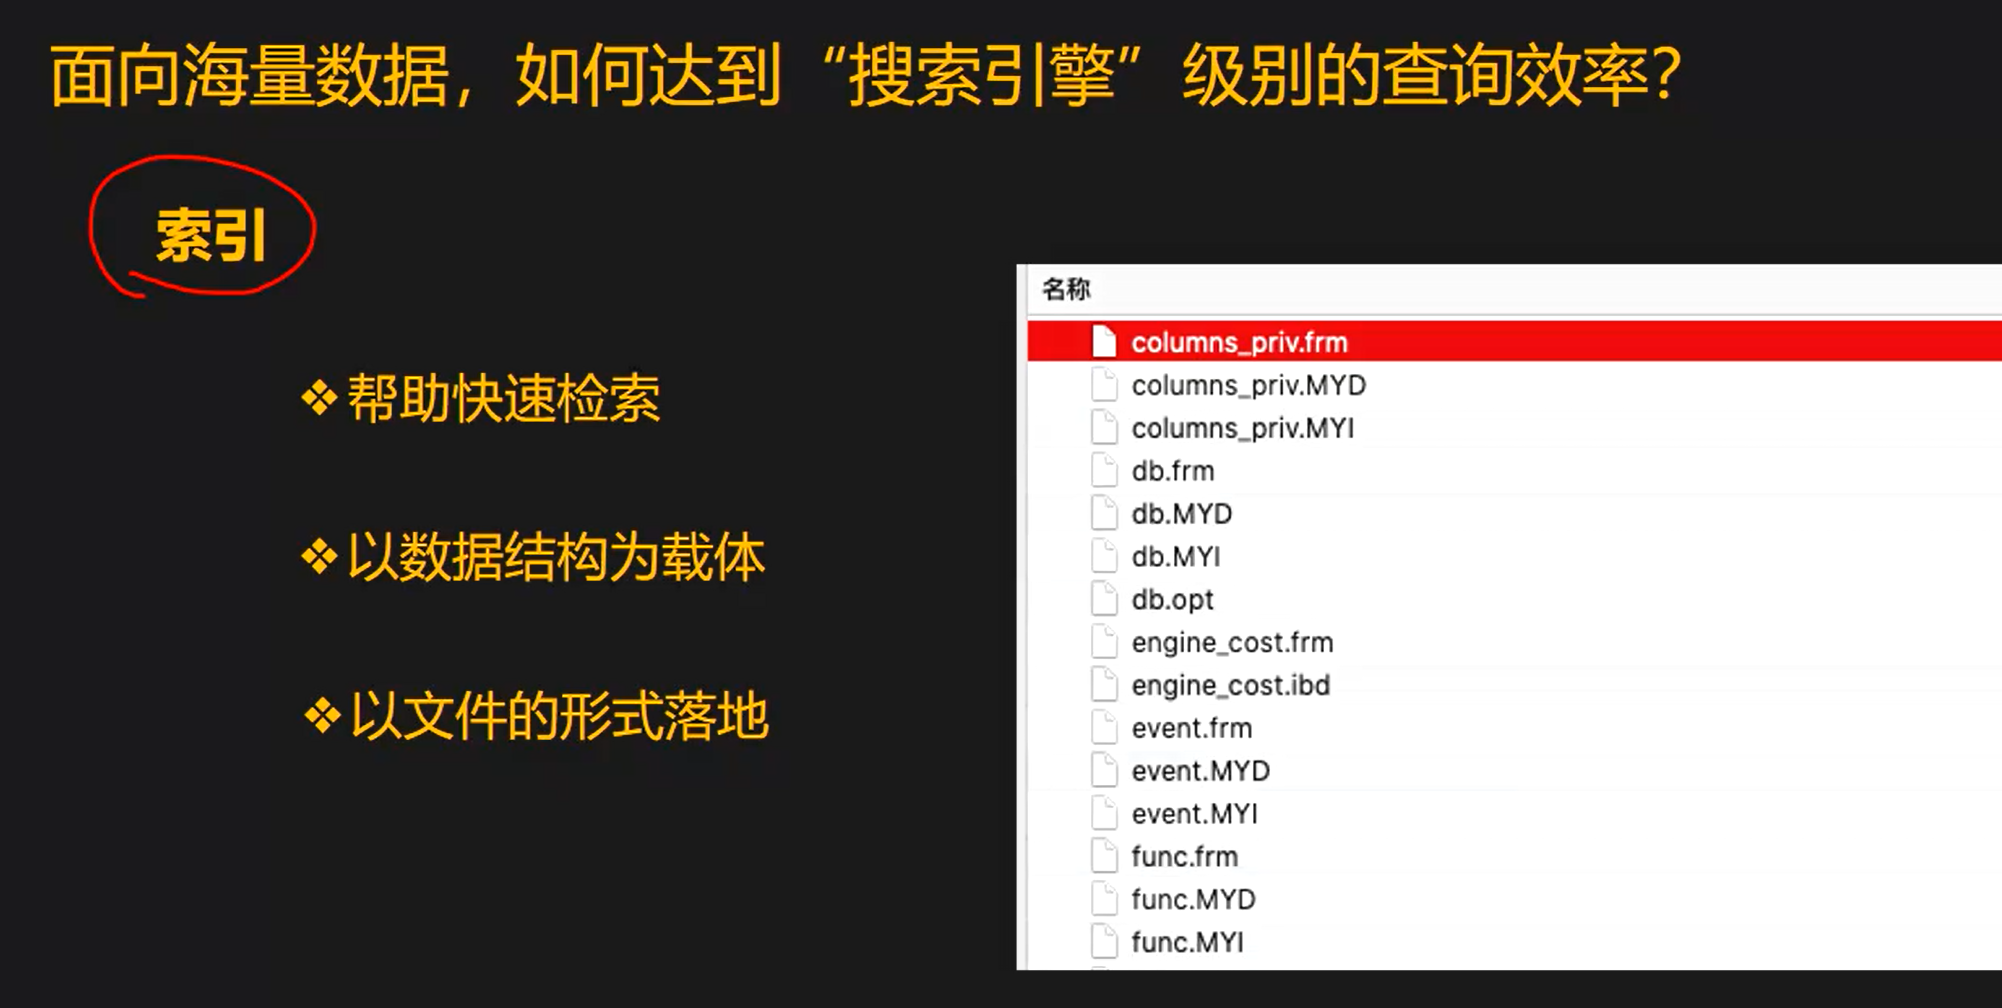 面向海量数据，如何达到“搜索引擎”级别的查询效率？
索引
❖帮助快速检索
❖以数据结构为载体
❖以文件的形式落地
名称
columns_priv.frm
columns_priv.MYD
columns_priv.MYI
db.frm
db.MYD
db.MYI
db.opt
engine_cost.frm
engine_cost.ibd
event.frm
event.MYD
event.MYI
func.frm
func.MYD
func.MYI